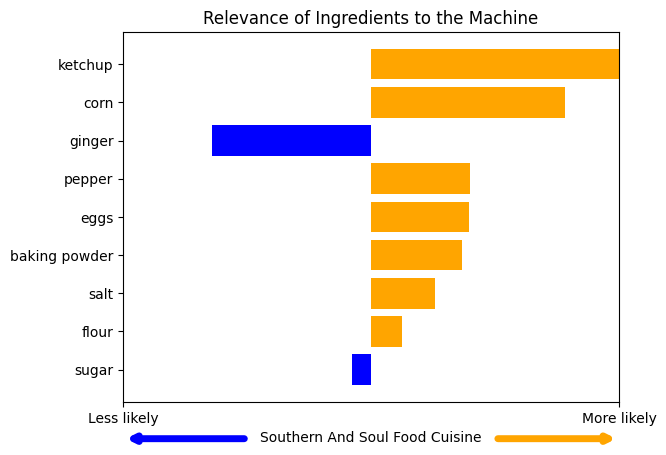 Relevance of Ingredients to the Machine
ketchup
corn
ginger
pepper
eggs
baking powder
salt
flour
sugar
Less likely More likely
Southern And Soul Food Cuisine